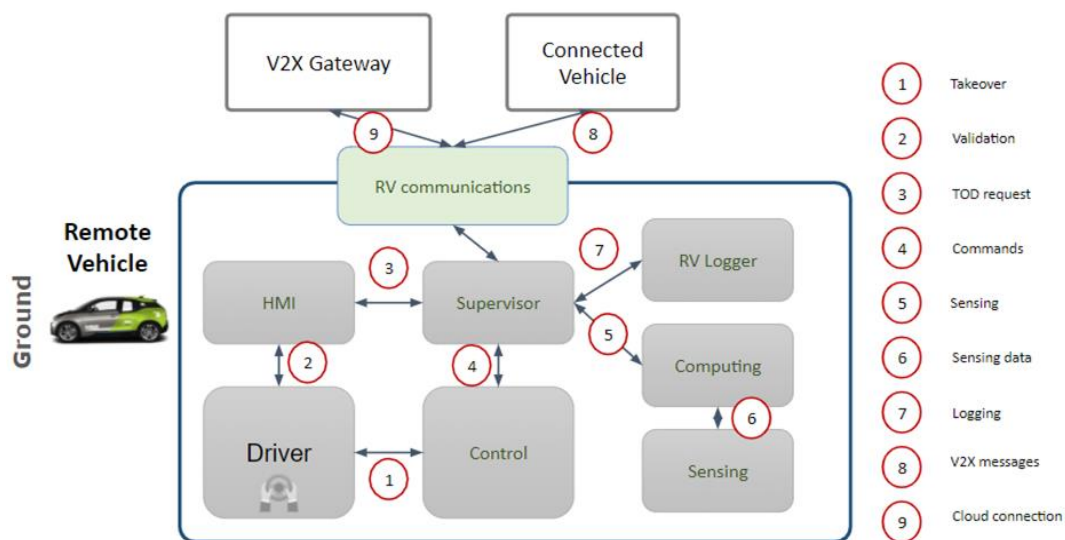 V2X Gateway
Connected
Vehicle
9
8
RV communications
Remote
Vehicle
Ground
HMI
3
Supervisor
7
RV Logger
5
Computing
2
4
6
Driver
1
Control
Sensing
1 Takeover
2 Validation
3 TOD request
4 Commands
5 Sensing
6 Sensing data
7 Logging
8 V2X messages
9 Cloud connection